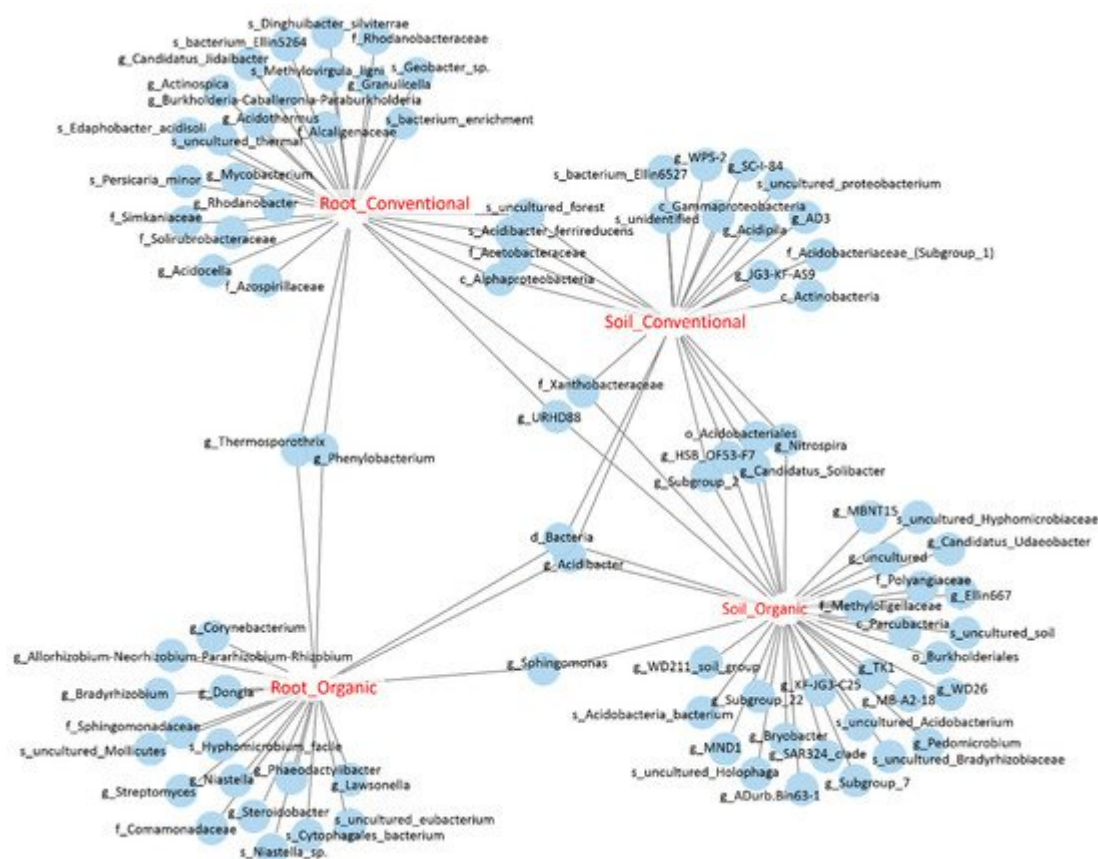 s_Dinghuibacter_silviterrae
s_bacterium_Ellin5264
f_Rhodanobacteraceae
g_Candidatus_Jidaibacter
s_Methylovirgula_ligni
s_Geobacter_sp.
g_Actinospica
g_Granulicella
g_Burkholderia-Caballeronia-Paraburkholderia
g_Acidothermus
s_bacterium_enrichment
s_Edaphobacter_acidisoli
f_Alcaligenaceae
s_uncultured_thermal
g_Mycobacterium
s_Persicaria_minor
g_Rhodanobacter
Root_Conventional
f_Simkaniaceae
f_Solirubrobacteraceae
g_Acidocella
f_Azospirillaceae
s_uncultured_forest
s_Acidibacter_ferrireducens
f_Acetobacteraceae
c_Alphaproteobacteria
g_WPS-2
g_SC-I-84
s_bacterium_Ellin6527
s_uncultured_proteobacterium
c_Gammaproteobacteria
s_unidentified
g_AD3
g_Acidipila
f_Acidobacteriaceae_(Subgroup_1)
g_JG3-KF-AS9
c_Actinobacteria
Soil_Conventional
f_Xanthobacteraceae
g_URHD88
g_Thermosporothrix
g_Phenylobacterium
o_Acidobacteriales
g_Nitrospira
g_HSB_OF53-F7
g_Candidatus_Solibacter
g_Subgroup_2
d_Bacteria
g_Acidibacter
g_MBNT15
s_uncultured_Hyphomicrobiaceae
g_Candidatus_Udaeobacter
g_uncultured
f_Polyangiaceae
g_Ellin667
Soil_Organic
f_Methyloligellaceae
c_Parcubacteria
s_uncultured_soil
o_Burkholderiales
g_Sphingomonas
g_WD211_soil_group
g_TK1
g_XF-JG3-C25
g_WD26
g_MB-A2-18
g_Subgroup_22
s_Acidobacteria_bacterium
s_uncultured_Acidobacterium
g_Bryobacter
g_Pedomicrobium
g_MND1
g_SAR324_clade
s_uncultured_Bradyrhizobiaceae
s_uncultured_Holophaga
g_Subgroup_7
g_ADurb.Bin63-1
g_Corynebacterium
g_Allorhizobium-Neorhizobium-Pararhizobium-Rhizobium
Root_Organic
g_Bradyrhizobium
g_Dongia
f_Sphingomonadaceae
s_uncultured_Mollicutes
s_Hyphomicrobium_facile
g_Phaeodactylibacter
g_Niastella
g_Lawsonella
g_Streptomyces
g_Steroidobacter
s_uncultured_eubacterium
f_Comamonadaceae
s_Cytophagales_bacterium
s_Niastella_sp.